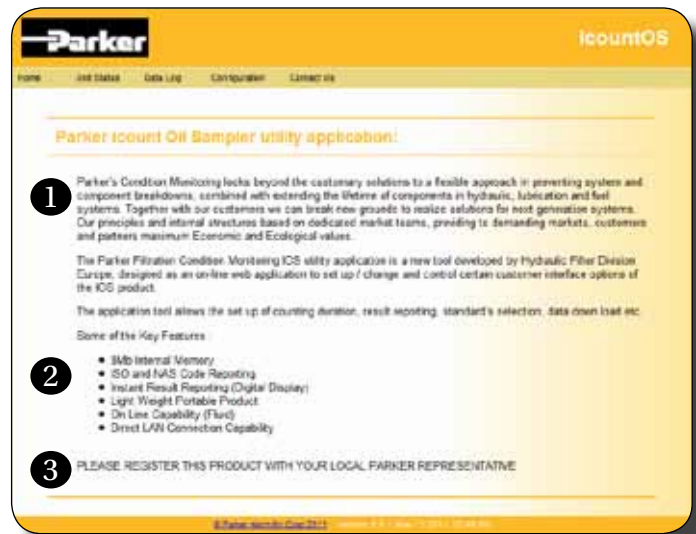 Parker
IcountOS
Home Unit Status Data Log Configuration Contact Us
Parker Icount Oil Sampler utility application:
1
Parker's Condition Monitoring looks beyond the customary solutions to a flexible approach in preventing system and
component breakdowns, combined with extending the lifetime of components in hydraulic, lubrication and fuel
systems. Together with our customers we can break new grounds to realize solutions for next generation systems.
Our principles and internal structures based on dedicated market teams, providing to demanding markets, customers
and partners maximum Economic and Ecological values.
The Parker Filtration Condition Monitoring IOS utility application is a new tool developed by Hydraulic Filter Division
Europe, designed as an on-line web application to set up / change and control certain customer interface options of
the IOS product.
The application tool allows the set up of counting duration, result reporting, standard's selection, data down load etc.
Some of the Key Features
2
• Internal Memory
• ISO and NAS Code Reporting
• Instant Result Reporting (Digital Display)
• Light Weight Portable Product
• On Line Capability (Fluid)
• Direct LAN Connection Capability
3
PLEASE REGISTER THIS PRODUCT WITH YOUR LOCAL PARKER REPRESENTATIVE
© Parker Hannifin Corp 2011